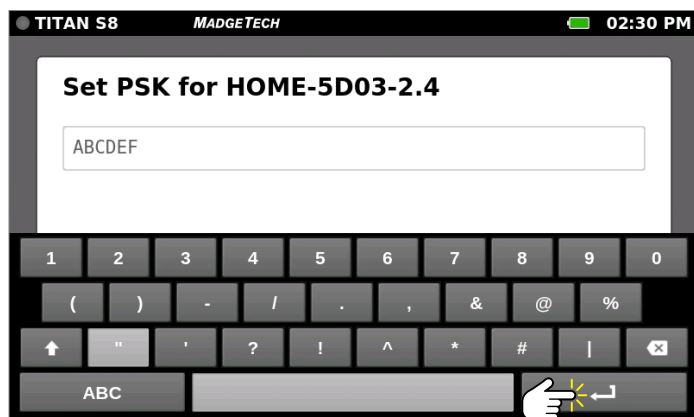 TITAN S8 MADGETECH 02:30 PM
Set PSK for HOME-5D03-2.4
ABCDEF
1 2 3 4 5 6 7 8 9 0
( ) - / . , & @ %
" ' ? ! ^ * # |
ABC